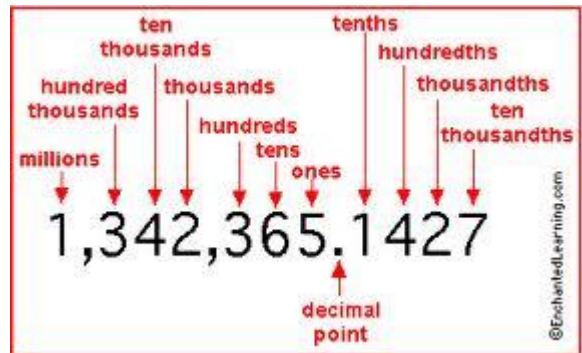 ten
thousands
tenths
hundredths
hundred
thousands
thousands
thousandths
ten
thousandths
hundreds
tens
millions
ones
1,342,365.1427
decimal
point
©EnchantedLearning.com